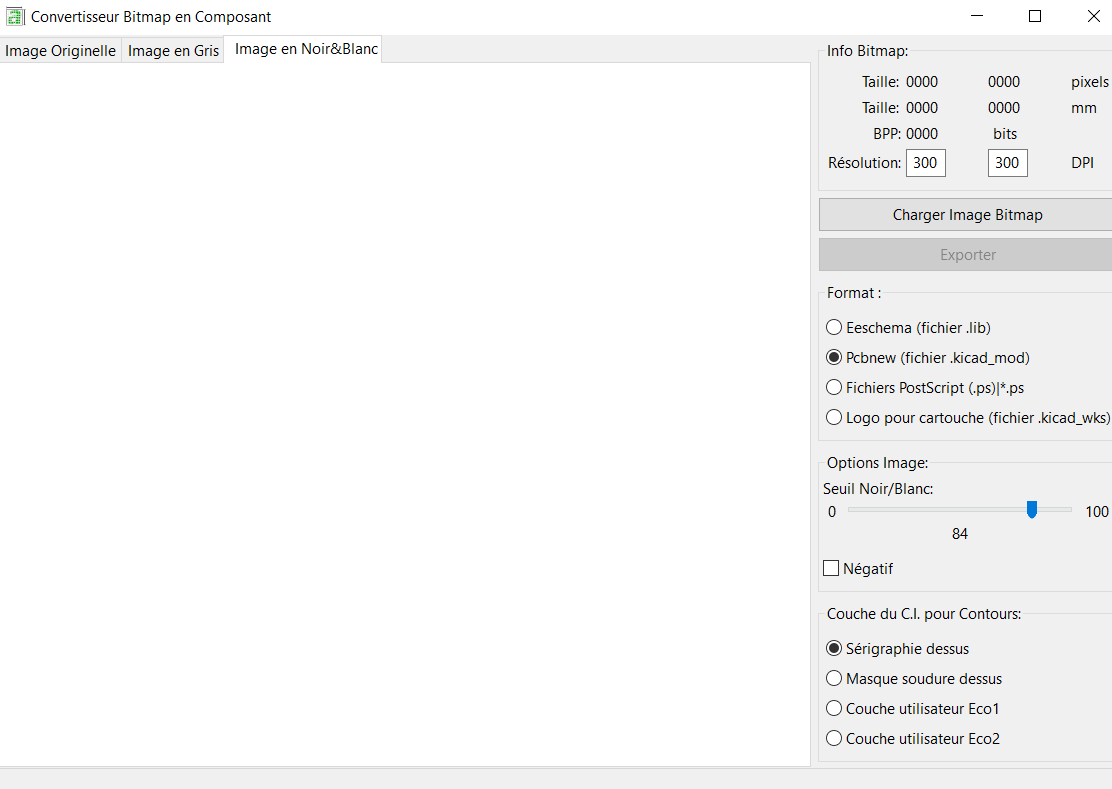 Convertisseur Bitmap en Composant
Image Originelle
Image en Gris
Image en Noir&Blanc
Info Bitmap:
Taille: 0000 0000 pixels
Taille: 0000 0000 mm
BPP: 0000 bits
Résolution: 300 300 DPI
Charger Image Bitmap
Exporter
Format :
Eeschema (fichier .lib)
Pcbnew (fichier .kicad_mod)
Fichiers PostScript (.ps)|*.ps
Logo pour cartouche (fichier .kicad_wks)
Options Image:
Seuil Noir/Blanc:
0 100
84
Négatif
Couche du C.I. pour Contours:
Sérigraphie dessus
Masque soudure dessus
Couche utilisateur Eco1
Couche utilisateur Eco2